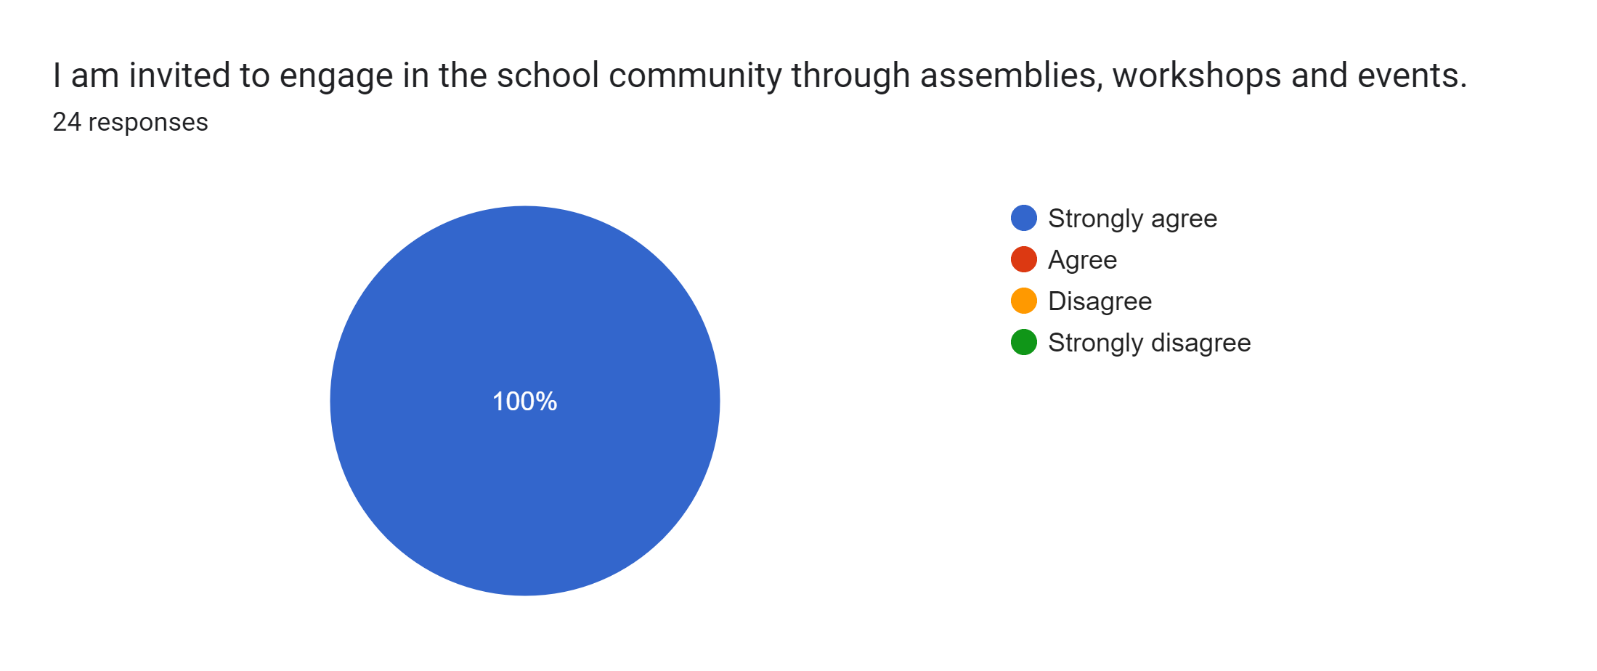 I am invited to engage in the school community through assemblies, workshops and events.
24 responses
Strongly agree
Agree
Disagree
Strongly disagree
100%